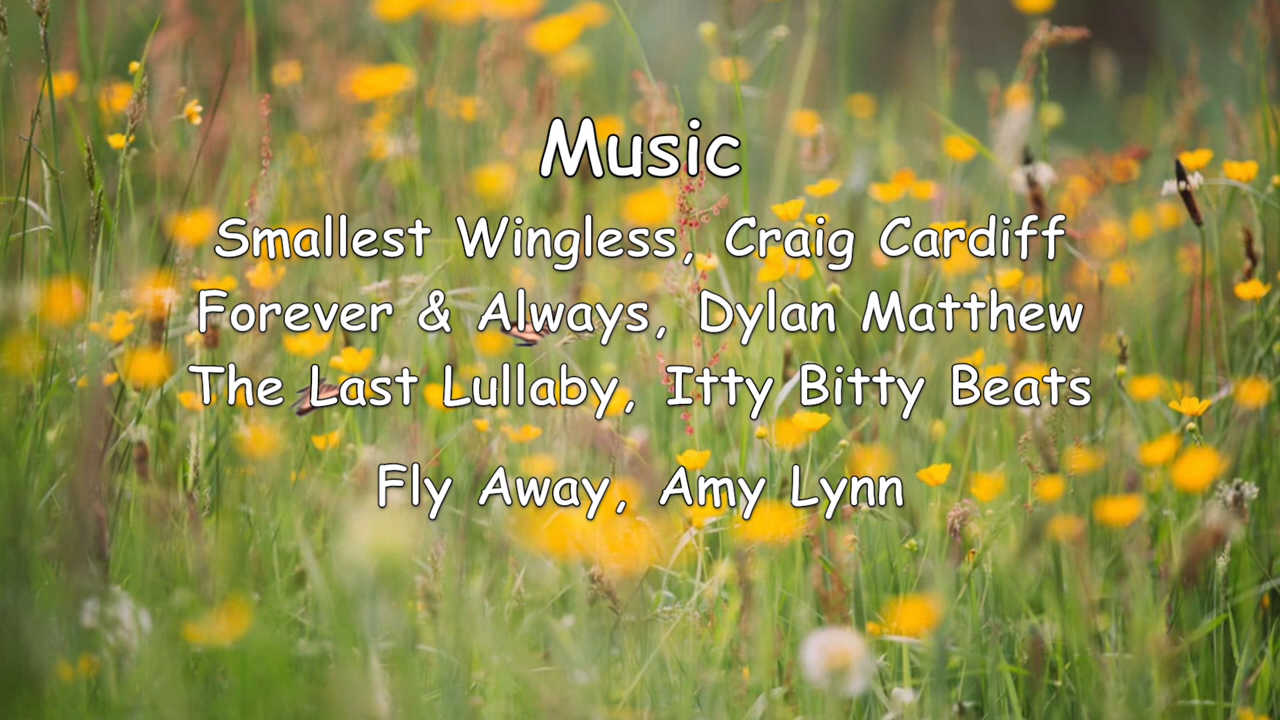 Music
Smallest Wingless, Craig Cardiff
Forever & Always, Dylan Matthew
The Last Lullaby, Itty Bitty Beats
Fly Away, Amy Lynn